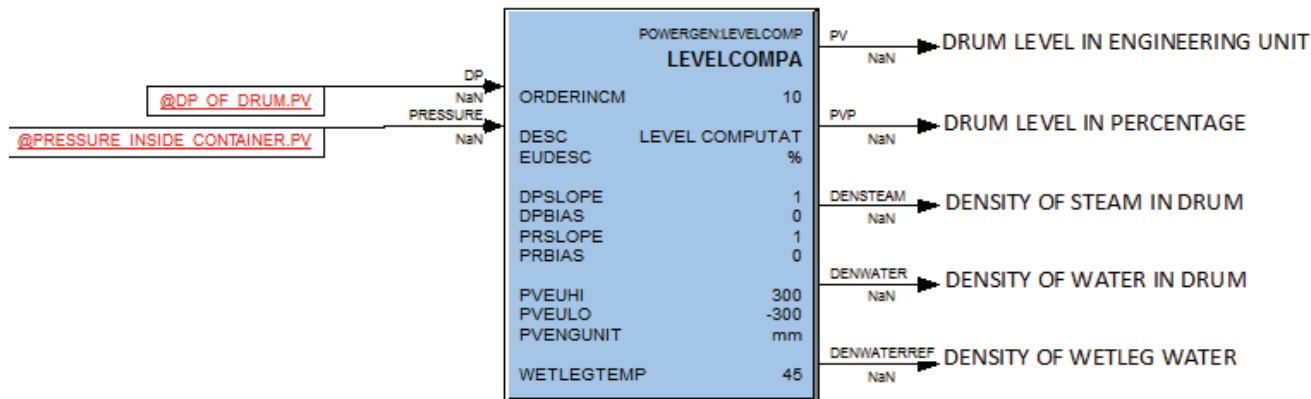 POWERGEN:LEVELCOMP
LEVELCOMPA
DP
NaN
@DP_OF_DRUM.PV
PRESSURE
NaN
@PRESSURE_INSIDE_CONTAINER.PV
ORDERINCM 10
DESC LEVEL COMPUTAT
EUDESC %
DPSLOPE 1
DPBIAS 0
PRSLOPE 1
PRBIAS 0
PVEUHI 300
PVEULO -300
PVENGUNIT mm
WETLEGTEMP 45
PV
NaN
DRUM LEVEL IN ENGINEERING UNIT
PVP
NaN
DRUM LEVEL IN PERCENTAGE
DENSTEAM
NaN
DENSITY OF STEAM IN DRUM
DENWATER
NaN
DENSITY OF WATER IN DRUM
DENWATERREF
NaN
DENSITY OF WETLEG WATER